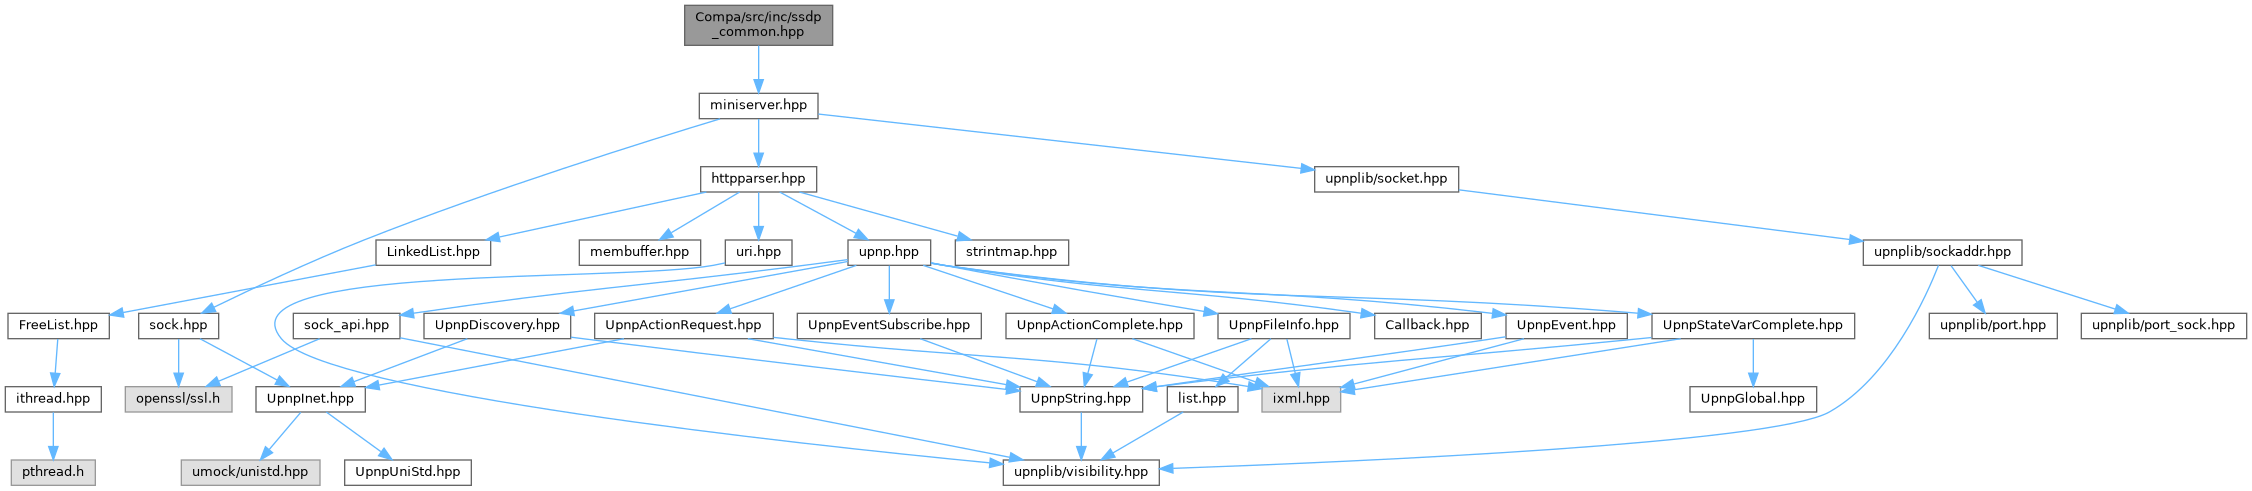 Compa/src/inc/ssdp
_common.hpp
miniserver.hpp
httpparser.hpp
upnplib/socket.hpp
LinkedList.hpp
membuffer.hpp
uri.hpp
upnp.hpp
strintmap.hpp
upnplib/sockaddr.hpp
FreeList.hpp
sock.hpp
sock_api.hpp
UpnpDiscovery.hpp
UpnpActionRequest.hpp
UpnpEventSubscribe.hpp
UpnpActionComplete.hpp
UpnpFileInfo.hpp
Callback.hpp
UpnpEvent.hpp
UpnpStateVarComplete.hpp
upnplib/port.hpp
upnplib/port_sock.hpp
ithread.hpp
openssl/ssl.h
UpnpInet.hpp
UpnpString.hpp
list.hpp
ixml.hpp
UpnpGlobal.hpp
pthread.h
umock/unistd.hpp
UpnpUniStd.hpp
upnplib/visibility.hpp